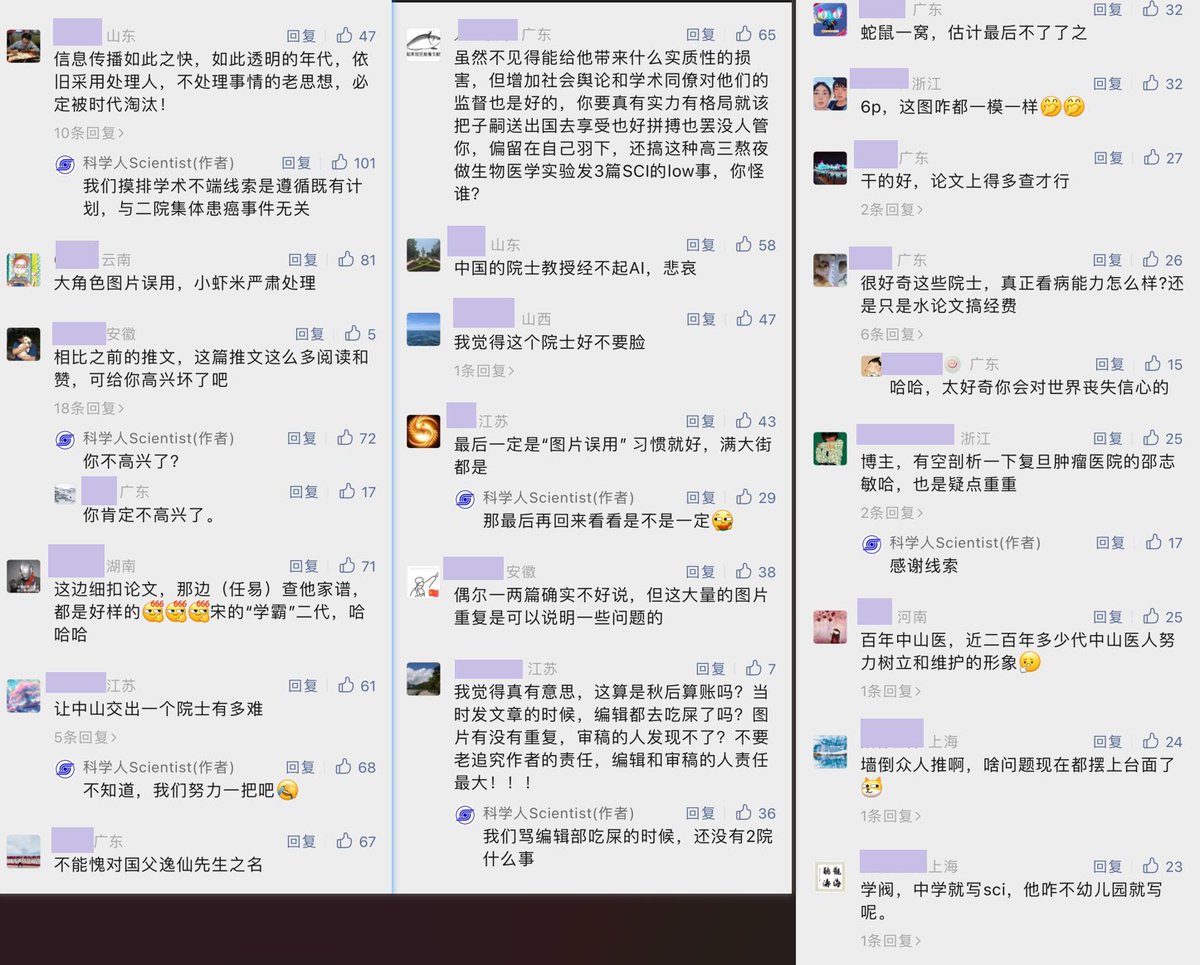 山东 回复 47
信息传播如此之快，如此透明的年代，依
旧采用处理人，不处理事情的老思想，必
定被时代淘汰！
10条回复>
科学人Scientist(作者) 回复 101
我们摸排学术不端线索是遵循既有计
划，与二院集体患癌事件无关
云南 回复 81
大角色图片误用，小虾米严肃处理
安徽 回复 5
相比之前的推文，这篇推文这么多阅读和
赞，可给你高兴坏了吧
18条回复>
科学人Scientist(作者) 回复 72
你不高兴了?
广东 回复 17
你肯定不高兴了。
湖南 回复 71
这边细扣论文，那边（任易）查他家谱，
都是好样的宋的“学霸”二代，哈
哈哈
江苏 回复 61
让中山交出一个院士有多难
5条回复>
科学人Scientist(作者) 回复 68
不知道，我们努力一把吧
广东 回复 67
不能愧对国父逸仙先生之名
广东 回复 65
虽然不见得能给他带来什么实质性的损
害，但增加社会舆论和学术同僚对他们的
监督也是好的，你要真有实力有格局就该
把子嗣送出国去享受也好拼搏也罢没人管
你，偏留在自己羽下，还搞这种高三熬夜
做生物医学实验发3篇SCI的low事，你怪
谁?
山东 回复 58
中国的院士教授经不起AI，悲哀
山西 回复 47
我觉得这个院士好不要脸
1条回复>
江苏 回复 43
最后一定是“图片误用” 习惯就好，满大街
都是
科学人Scientist(作者) 回复 29
那最后再回来看看是不是一定
安徽 回复 38
偶尔一两篇确实不好说，但这大量的图片
重复是可以说明一些问题的
江苏 回复 7
我觉得真有意思，这算是秋后算账吗？当
时发文章的时候，编辑都去吃屎了吗？图
片有没有重复，审稿的人发现不了？不要
老追究作者的责任，编辑和审稿的人责任
最大！！！
科学人Scientist(作者) 回复 36
我们骂编辑部吃屎的时候，还没有2院
什么事
广东 回复 32
蛇鼠一窝，估计最后不了了之
浙江 回复 32
6p，这图咋都一模一样
广东 回复 27
干的好，论文上得多查才行
2条回复>
广东 回复 26
很好奇这些院士，真正看病能力怎么样?还
是只是水论文搞经费
6条回复>
广东 回复 15
哈哈，太好奇你会对世界丧失信心的
浙江 回复 25
博主，有空剖析一下复旦肿瘤医院的邵志
敏哈，也是疑点重重
2条回复>
科学人Scientist(作者) 回复 17
感谢线索
河南 回复 25
百年中山医，近二百年多少代中山医人努
力树立和维护的形象
1条回复>
上海 回复 24
墙倒众人推啊，啥问题现在都摆上台面了
1条回复>
上海 回复 23
学阀，中学就写sci，他咋不幼儿园就写
呢。
1条回复>